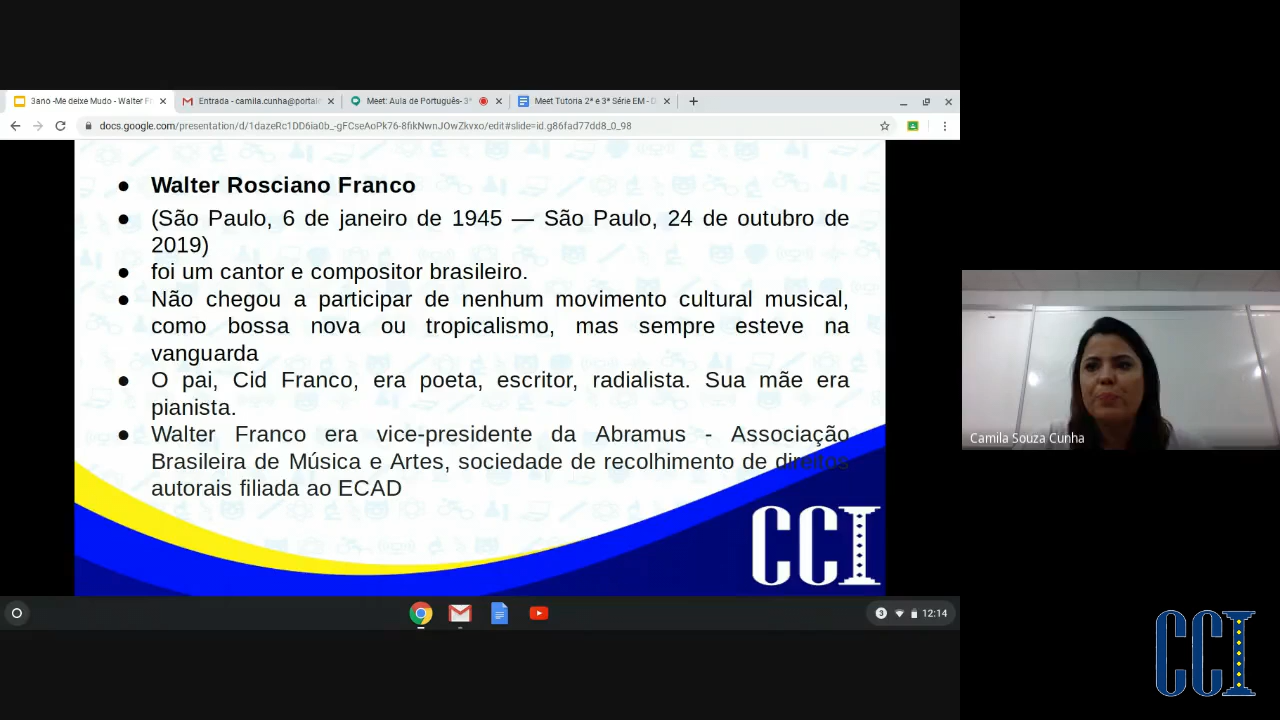 3ano -Me deixe Mudo - Walter Fr
Entrada - camila.cunha@portal
Meet: Aula de Português- 3ª
Meet Tutoria 2ª e 3ª Série EM - D
docs.google.com/presentation/d/1dazeRc1DD6ia0b_-gFCseAoPk76-8fikNwnJOwZkvxo/edit#slide=id.g86fad77dd8_0_98
● Walter Rosciano Franco
● (São Paulo, 6 de janeiro de 1945 — São Paulo, 24 de outubro de
2019)
● foi um cantor e compositor brasileiro.
● Não chegou a participar de nenhum movimento cultural musical,
como bossa nova ou tropicalismo, mas sempre esteve na
vanguarda
● O pai, Cid Franco, era poeta, escritor, radialista. Sua mãe era
pianista.
● Walter Franco era vice-presidente da Abramus - Associação
Brasileira de Música e Artes, sociedade de recolhimento de direitos
autorais filiada ao ECAD
CCI
3 12:14
Camila Souza Cunha
CCI